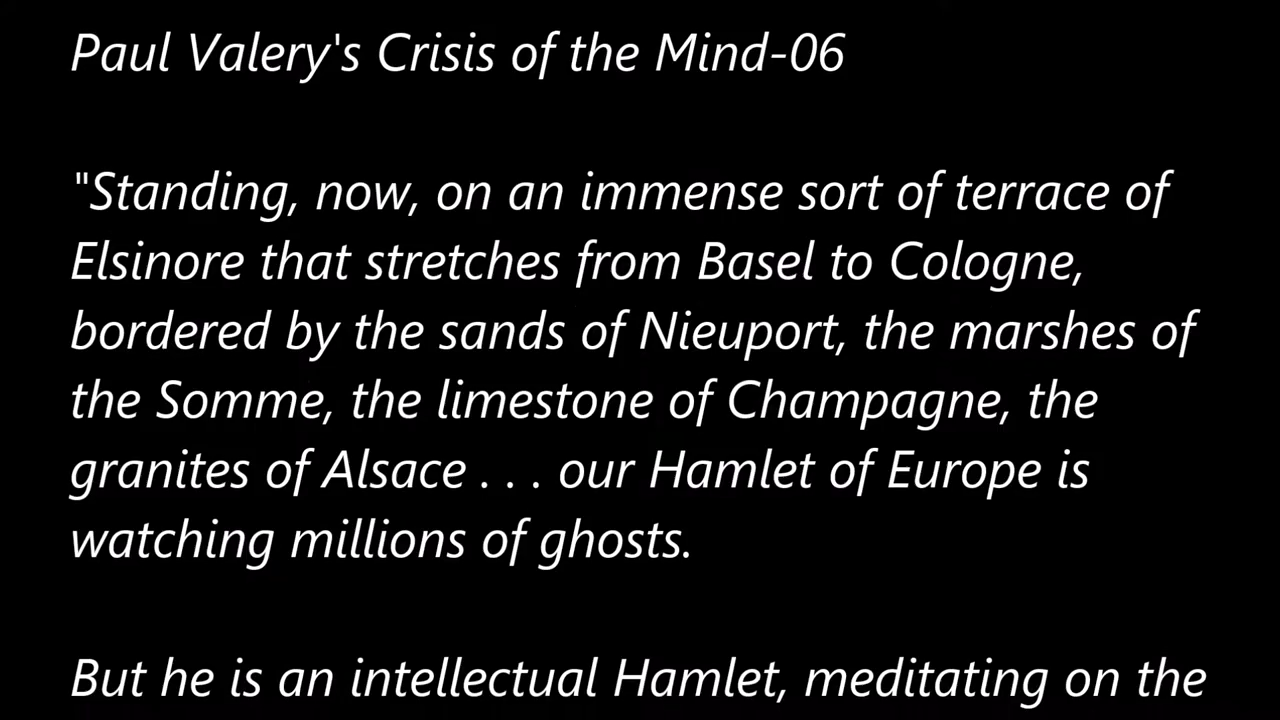 Paul Valery's Crisis of the Mind-06
"Standing, now, on an immense sort of terrace of
Elsinore that stretches from Basel to Cologne,
bordered by the sands of Nieuport, the marshes of
the Somme, the limestone of Champagne, the
granites of Alsace . . . our Hamlet of Europe is
watching millions of ghosts.
But he is an intellectual Hamlet, meditating on the